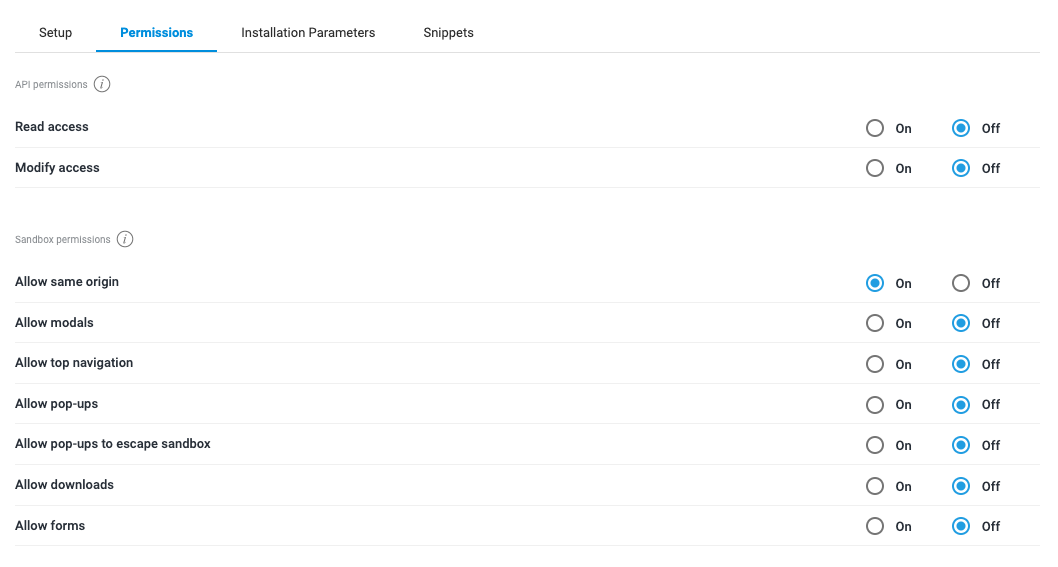 Setup Permissions Installation Parameters Snippets
API permissions i
Read access On Off
Modify access On Off
Sandbox permissions i
Allow same origin On Off
Allow modals On Off
Allow top navigation On Off
Allow pop-ups On Off
Allow pop-ups to escape sandbox On Off
Allow downloads On Off
Allow forms On Off